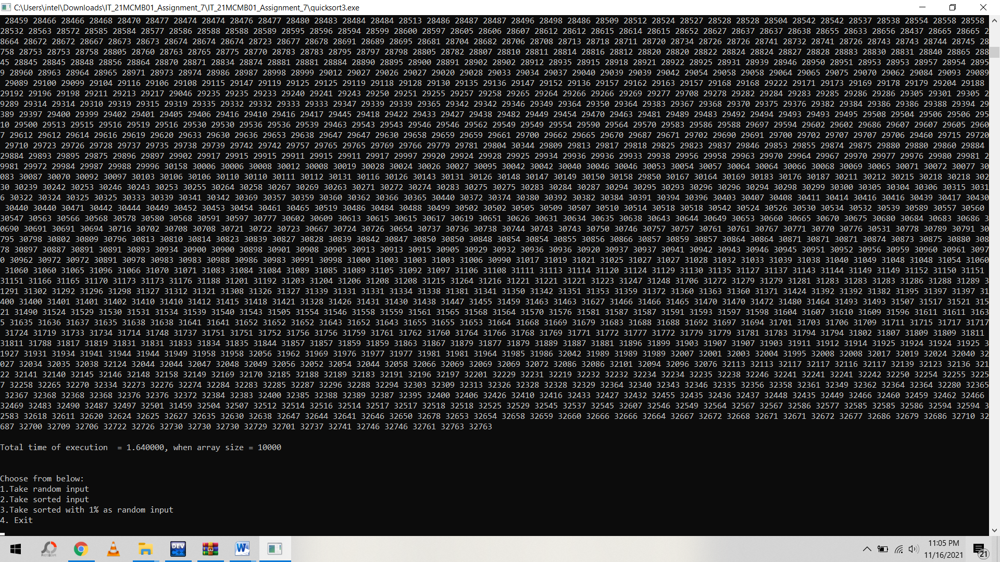 C:\Users\intel\Downloads\IT_21MCMB01_Assignment_7\IT_21MCMB01_Assignment_7\quicksort3.exe
28459 28466 28466 28468 28470 28477 28474 28474 28476 28477 28480 28483 28484 28484 28513 28486 28487 28487 28496 28498 28486 28509 28512 28524 28527 28528 28528 28504 28542 28542 28537 28538 28554 28558 28558
28532 28563 28572 28585 28584 28577 28586 28588 28588 28589 28595 28596 28594 28599 28600 28597 28605 28606 28607 28612 28612 28615 28614 28615 28652 28627 28637 28637 28638 28655 28633 28656 28437 28665 28665 2
8664 28672 28672 28667 28673 28673 28674 28674 28674 28723 28677 28678 28691 28689 28695 28681 28704 28682 28706 28708 28713 28718 28711 28720 28734 28726 28726 28741 28732 28741 28726 28743 28743 28744 28745 28
758 28753 28753 28758 28805 28760 28763 28765 28775 28770 28783 28783 28795 28797 28798 28805 28782 28807 28810 28811 28814 28816 28812 28820 28820 28822 28824 28824 28827 28828 28883 28830 28831 28840 28865 288
45 28845 28845 28848 28856 28864 28870 28871 28834 28874 28881 28881 28884 28890 28895 28900 28891 28902 28902 28912 28935 28915 28918 28921 28922 28925 28931 28939 28946 28950 28951 28953 28953 28957 28954 2895
9 28960 28963 28964 28965 28971 28973 28974 28986 28987 28998 28999 29012 29027 29026 29027 29020 29028 29033 29034 29037 29040 29039 29039 29042 29054 29058 29058 29064 29065 29075 29070 29062 29084 29093 29089
29089 29100 29099 29104 29116 29106 29108 29115 29147 29119 29125 29125 29119 29118 29128 29130 29135 29136 29147 29152 29136 29157 29162 29163 29157 29168 29168 29222 29171 29173 29169 29178 29179 29204 29188
29192 29196 29198 29211 29213 29217 29046 29235 29235 29233 29240 29241 29243 29250 29251 29255 29257 29258 29265 29264 29266 29266 29269 29277 29708 29278 29282 29284 29283 29285 29286 29286 29305 29301 29305 2
9289 29314 29314 29310 29319 29315 29319 29335 29332 29332 29333 29333 29347 29339 29339 29365 29342 29342 29346 29349 29364 29350 29364 29383 29367 29368 29370 29375 29376 29382 29384 29386 29386 29388 29394 29
389 29397 29400 29399 29402 29401 29405 29406 29416 29410 29416 29417 29445 29418 29422 29433 29427 29438 29482 29449 29454 29470 29463 29481 29489 29483 29492 29494 29493 29493 29495 29508 29504 29506 29506 295
10 29500 29513 29515 29516 29519 29516 29530 29530 29536 29536 29539 29463 29543 29543 29546 29546 29562 29549 29549 29554 29590 29564 29570 29583 29586 29588 29697 29594 29602 29602 29686 29607 29607 29605 2960
7 29612 29612 29614 29616 29619 29620 29633 29630 29636 29653 29638 29647 29647 29630 29658 29659 29659 29661 29700 29662 29665 29670 29687 29671 29702 29690 29691 29700 29702 29707 29707 29706 29460 29715 29720
29710 29723 29726 29728 29737 29735 29738 29739 29742 29742 29757 29765 29765 29769 29766 29779 29781 29804 30344 29809 29813 29817 29818 29825 29823 29837 29846 29853 29855 29874 29875 29880 29880 29860 29884
29884 29893 29895 29875 29896 29897 29902 29917 29915 29915 29911 29915 29911 29917 29997 29920 29924 29928 29925 29934 29936 29936 29933 29938 29956 29958 29963 29970 29964 29967 29970 29977 29976 29980 29981 2
9981 29972 29984 29987 29988 29996 30158 30006 30006 30008 30012 30008 30019 30028 30024 30026 30027 30095 30042 30042 30040 30046 30046 30053 30054 30057 30064 30064 30066 30068 30069 30065 30071 30072 30077 30
083 30087 30070 30092 30097 30103 30106 30106 30110 30110 30111 30112 30131 30116 30126 30143 30131 30126 30148 30147 30149 30150 30158 29850 30167 30164 30169 30183 30176 30187 30211 30212 30215 30218 30218 302
30 30239 30242 30253 30246 30243 30253 30255 30264 30258 30267 30269 30263 30271 30272 30274 30283 30275 30275 30283 30284 30287 30294 30295 30293 30296 30296 30294 30298 30299 30300 30305 30304 30306 30315 3031
6 30322 30324 30325 30325 30333 30339 30341 30342 30369 30357 30359 30360 30362 30366 30365 30440 30372 30374 30380 30392 30382 30384 30391 30394 30396 30403 30407 30408 30411 30414 30416 30416 30439 30417 30430
30440 30440 30471 30442 30444 30449 30452 30453 30454 30461 30465 30519 30486 30484 30488 30499 30502 30502 30505 30509 30507 30510 30514 30518 30518 30542 30524 30526 30530 30534 30532 30539 30589 30557 30560
30547 30563 30566 30568 30578 30580 30568 30591 30597 30777 30602 30609 30613 30615 30615 30617 30619 30651 30626 30631 30634 30635 30638 30643 30644 30649 30653 30660 30665 30670 30675 30680 30684 30683 30686 3
0690 30691 30691 30694 30716 30702 30708 30708 30721 30722 30723 30667 30724 30726 30654 30737 30736 30738 30744 30743 30743 30750 30746 30757 30757 30761 30761 30767 30771 30770 30776 30531 30778 30789 30791 30
795 30798 30802 30809 30796 30813 30810 30814 30823 30839 30827 30828 30839 30842 30847 30850 30850 30848 30854 30854 30855 30856 30866 30857 30859 30857 30864 30864 30871 30871 30871 30874 30873 30875 30880 308
78 30897 30887 30891 30891 30893 30934 30900 30900 30898 30901 30908 30905 30913 30913 30915 30905 30929 30932 30936 30936 30920 30937 30937 30941 30942 30943 30946 30945 30951 30952 30956 30959 30960 30961 3097
0 30962 30972 30972 30891 30978 30983 30983 30988 30986 30983 30991 30998 31000 31003 31003 31003 31006 30990 31017 31019 31021 31025 31027 31027 31028 31032 31033 31039 31038 31040 31049 31048 31048 31054 31060
31060 31060 31065 31096 31066 31070 31071 31083 31084 31084 31089 31085 31089 31105 31092 31097 31106 31108 31111 31113 31114 31120 31124 31129 31130 31135 31127 31137 31143 31144 31149 31149 31152 31150 31151
31151 31166 31165 31170 31173 31173 31176 31188 31201 31192 31203 31204 31206 31208 31208 31215 31264 31216 31221 31221 31221 31223 31247 31248 31706 31272 31279 31279 31281 31283 31283 31283 31286 31288 31289 3
1291 31302 31292 31296 31298 31327 31312 31321 31308 31326 31327 31339 31331 31331 31334 31338 31381 31341 31350 31342 31351 31353 31359 31372 31360 31363 31360 31371 31424 31392 31392 31382 31395 31397 31397 31
400 31400 31401 31401 31402 31410 31410 31412 31415 31418 31421 31328 31426 31431 31430 31438 31447 31455 31459 31463 31463 31627 31466 31466 31465 31470 31470 31472 31480 31464 31493 31493 31507 31517 31521 315
21 31490 31524 31529 31530 31531 31534 31539 31540 31543 31505 31554 31546 31558 31559 31561 31565 31568 31564 31570 31576 31581 31587 31587 31591 31593 31597 31598 31604 31607 31610 31609 31596 31611 31611 3163
5 31635 31636 31637 31635 31638 31638 31641 31641 31652 31652 31652 31643 31652 31643 31655 31655 31653 31664 31668 31669 31679 31683 31688 31688 31692 31697 31694 31701 31703 31706 31709 31711 31715 31717 31717
31724 31719 31733 31734 31714 31748 31737 31751 31751 31752 31756 31756 31759 31761 31762 31760 31764 31766 31768 31769 31771 31772 31777 31772 31779 31779 31781 31783 31794 31794 31802 31807 31809 31809 31811
31811 31788 31817 31819 31831 31831 31833 31834 31835 31844 31857 31857 31859 31859 31863 31867 31879 31877 31879 31889 31887 31881 31896 31899 31903 31907 31907 31903 31911 31912 31914 31925 31924 31924 31925 3
1927 31931 31934 31941 31944 31944 31949 31958 31958 32056 31962 31969 31976 31977 31977 31981 31981 31964 31985 31986 32042 31989 31989 31989 32007 32001 32003 32004 31995 32008 32008 32017 32019 32024 32040 32
027 32034 32035 32038 32124 32044 32044 32047 32048 32049 32056 32052 32054 32044 32058 32066 32069 32069 32069 32072 32086 32086 32101 32094 32096 32076 32113 32113 32117 32117 32116 32117 32139 32123 32136 321
22 32141 32140 32145 32146 32148 32158 32149 32169 32170 32185 32188 32189 32183 32191 32196 32197 32201 32229 32231 32219 32232 32232 32234 32234 32235 32238 32246 32241 32241 32241 32242 32250 32254 32255 3225
7 32258 32265 32270 32334 32273 32276 32274 32284 32283 32285 32287 32296 32288 32294 32303 32309 32313 32326 32328 32328 32329 32364 32340 32343 32346 32335 32356 32358 32361 32349 32362 32364 32364 32280 32365
32367 32368 32368 32368 32376 32376 32372 32384 32383 32400 32385 32388 32389 32387 32395 32400 32406 32426 32410 32416 32433 32427 32432 32455 32435 32436 32437 32448 32435 32449 32466 32460 32459 32462 32466
32469 32483 32490 32487 32497 32501 31459 32504 32507 32512 32514 32516 32514 32517 32517 32518 32518 32525 32529 32545 32537 32545 32607 32546 32549 32564 32567 32567 32586 32577 32585 32585 32586 32594 32594 3
2583 32618 32611 32620 32624 32625 32627 32635 32630 32638 32647 32644 32641 32646 32650 32678 32653 32654 32658 32659 32660 32666 32666 32664 32667 32672 32668 32671 32671 32672 32677 32686 32679 32686 32710 32
687 32700 32709 32706 32722 32726 32730 32730 32730 32729 32701 32737 32741 32746 32746 32761 32763 32763
Total time of execution  = 1.640000, when array size = 10000
Choose from below:
1.Take random input
2.Take sorted input
3.Take sorted with 1% as random input
4. Exit
DEV
11:05 PM
11/16/2021
21